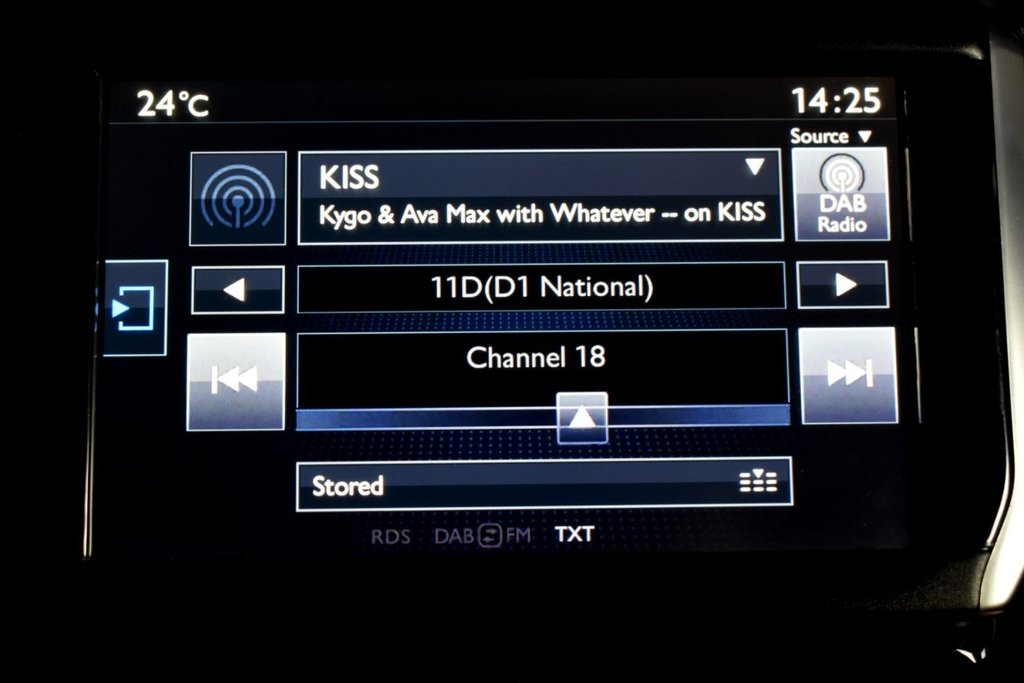 24°C
14:25
Source
KISS
Kygo & Ava Max with Whatever -- on KISS
DAB
Radio
11D(D1 National)
Channel 18
Stored
RDS DAB FM TXT